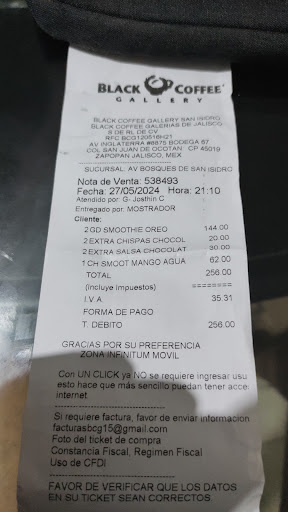 BLACK COFFEE
GALLERY
BLACK COFFEE GALLERY SAN ISIDRO
BLACK COFFEE GALERIAS DE JALISCO
S DE RL DE CV
RFC BCG120516H21
AV INGLATERRA #6875 BODEGA 67
COL SAN JUAN DE OCOTAN CP 45019
ZAPOPAN JALISCO, MEX
SUCURSAL: AV BOSQUES DE SAN ISIDRO
Nota de Venta: 538493
Fecha: 27/05/2024 Hora: 21:10
Atendido por: G- Josthin C
Entregado por: MOSTRADOR
Cliente:
2 GD SMOOTHIE OREO 144.00
2 EXTRA CHISPAS CHOCOL 20.00
2 EXTRA SALSA CHOCOLAT 30.00
1 CH SMOOT MANGO AGUA 62.00
TOTAL 256.00
(incluye impuestos) ========
I.V.A. 35.31
FORMA DE PAGO
T. DEBITO 256.00
GRACIAS POR SU PREFERENCIA
ZONA INFINITUM MOVIL
Con UN CLICK ya NO se requiere ingresar usu
esto hace que más sencillo puedan tener acce
internet
Si requiere factura, favor de enviar informacion
facturasbcg15@gmail.com
Foto del ticket de compra
Constancia Fiscal, Regimen Fiscal
Uso de CFDI
FAVOR DE VERIFICAR QUE LOS DATOS
EN SU TICKET SEAN CORRECTOS.